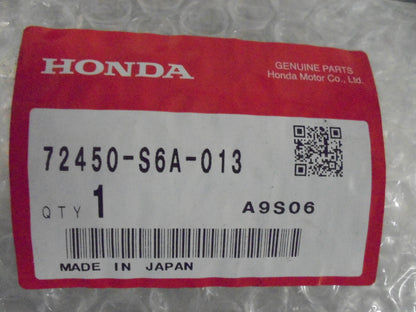 HONDA
GENUINE PARTS
Honda Motor Co., Ltd.
72450-S6A-013
QTY 1
A9S06
MADE IN JAPAN